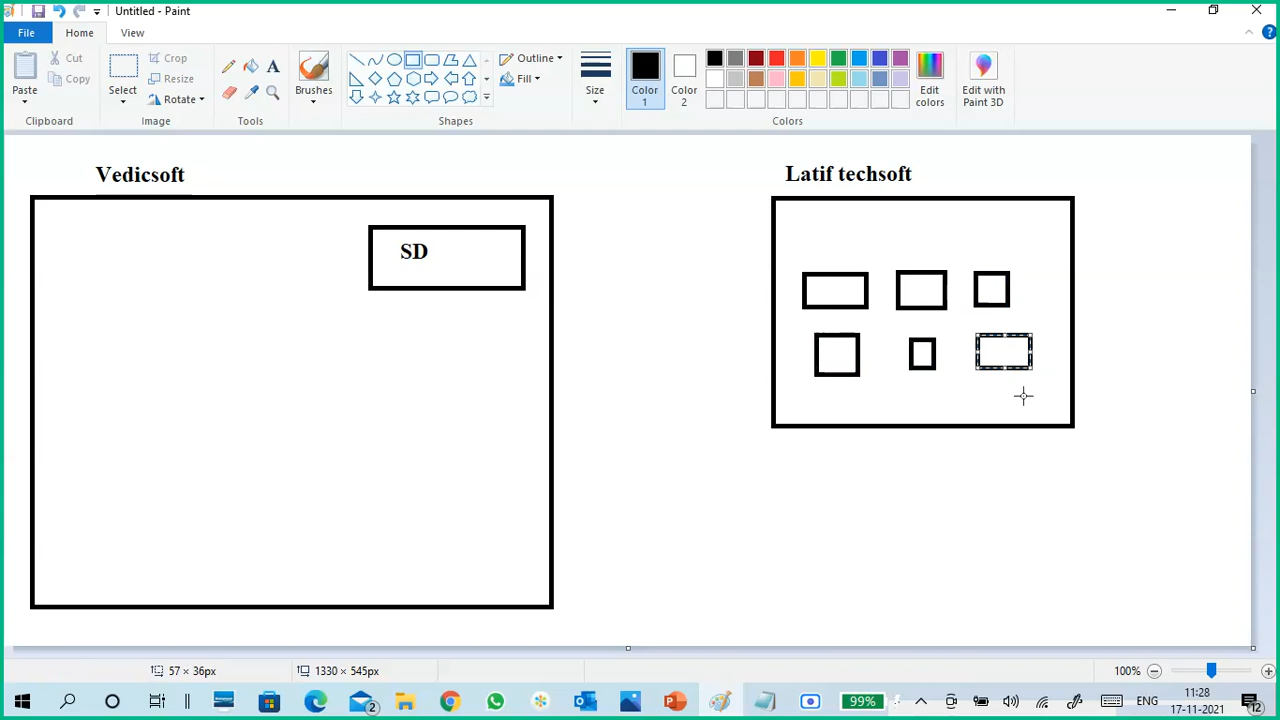 Untitled - Paint
File
Home
View
Paste
Cut
Copy
Clipboard
Select
Crop
Resize
Rotate
Image
A
Tools
Brushes
Outline
Fill
Shapes
Size
Color 1
Color 2
Edit colors
Colors
Edit with Paint 3D
Vedicsoft
Latif techsoft
SD
57 × 36px
1330 × 545px
100%
2
99%
ENG
11:28
17-11-2021
12